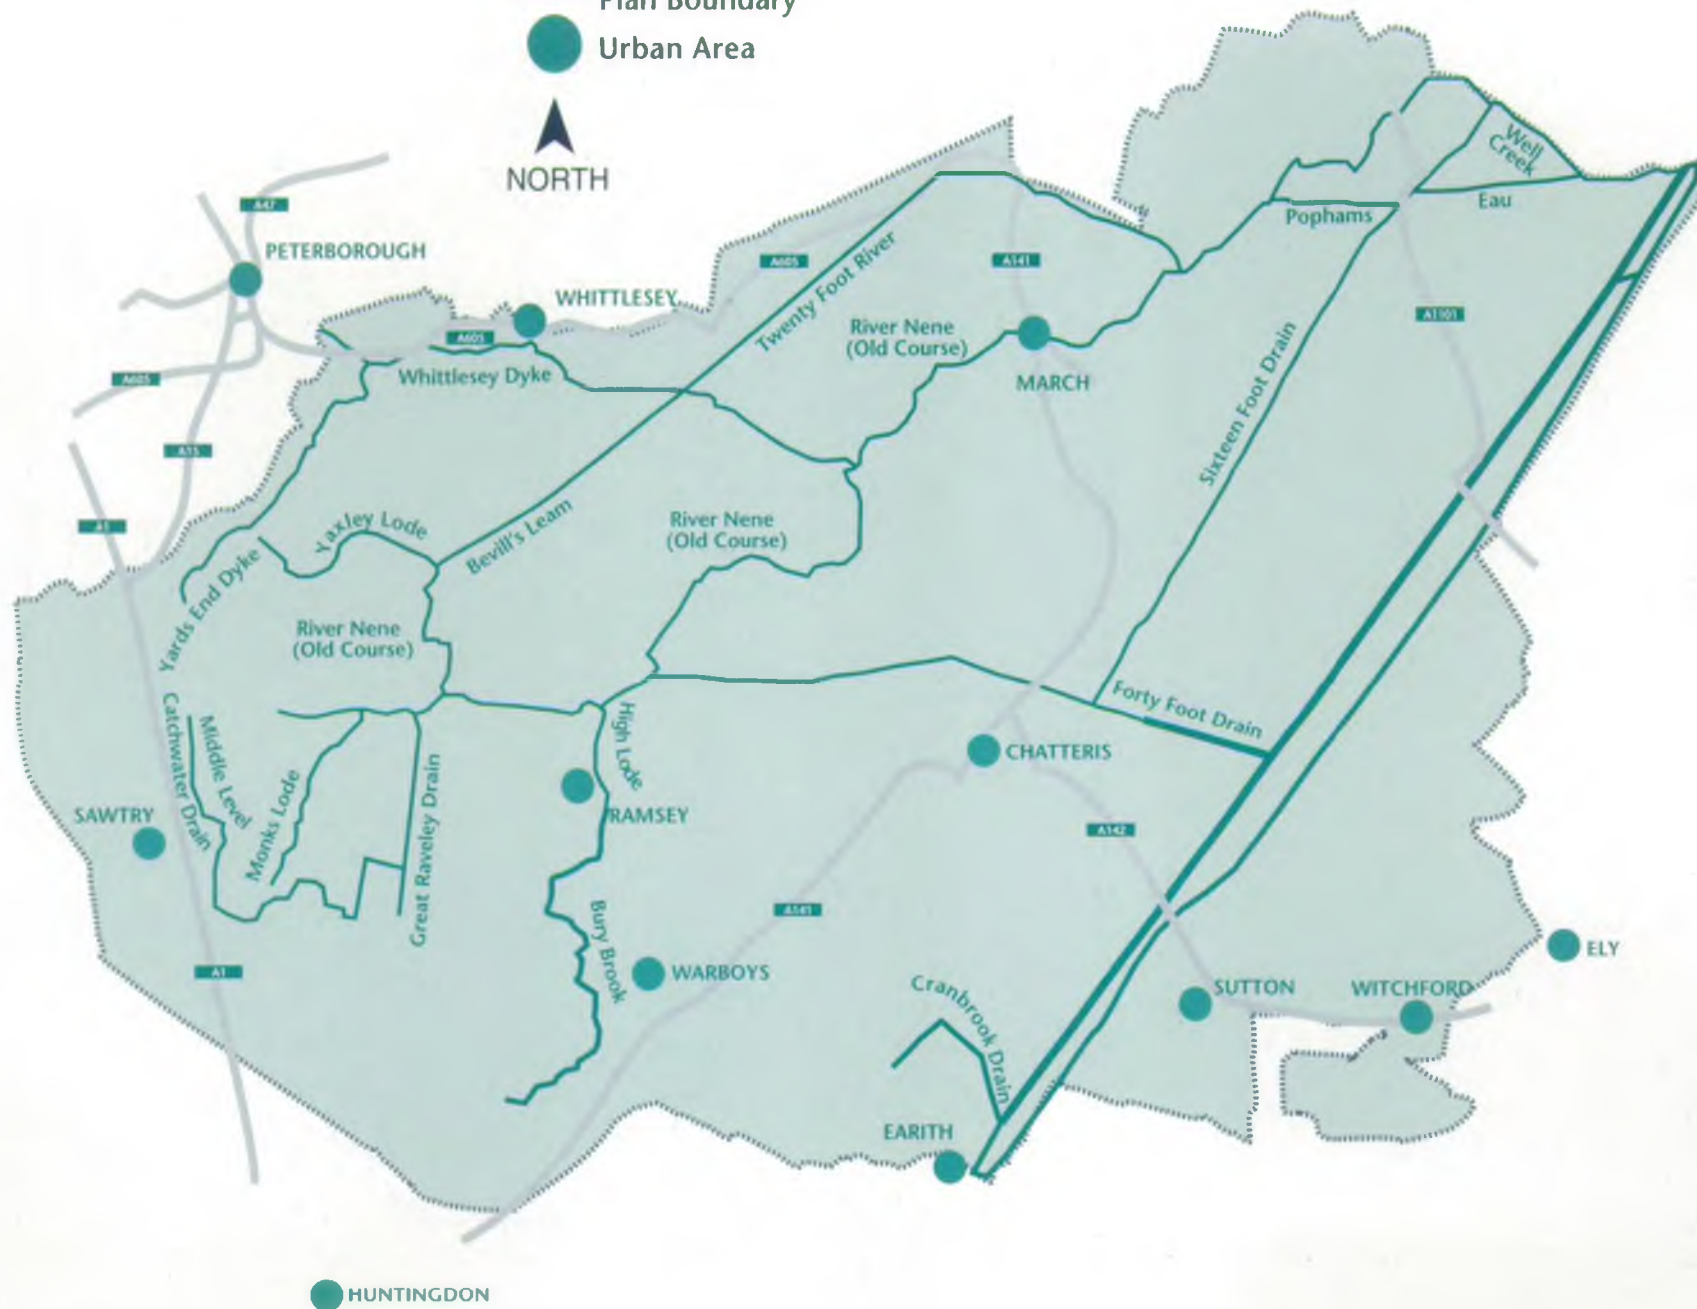 Plan Boundary
Urban Area
NORTH
A47
PETERBOROUGH
WHITTLESEY
A605
A605
A605
A15
A1
Whittlesey Dyke
Twenty Foot River
A141
River Nene
(Old Course)
MARCH
Pophams
Eau
Well
Creek
A1101
Sixteen Foot Drain
Yaxley Lode
Bevill's Leam
River Nene
(Old Course)
Yards End Dyke
River Nene
(Old Course)
Catchwater Drain
Middle Level
Monks Lode
Great Raveley Drain
High Lode
Forty Foot Drain
CHATTERIS
RAMSEY
SAWTRY
A142
A141
A1
Bury Brook
WARBOYS
Cranbrook Drain
SUTTON
WITCHFORD
ELY
EARITH
HUNTINGDON